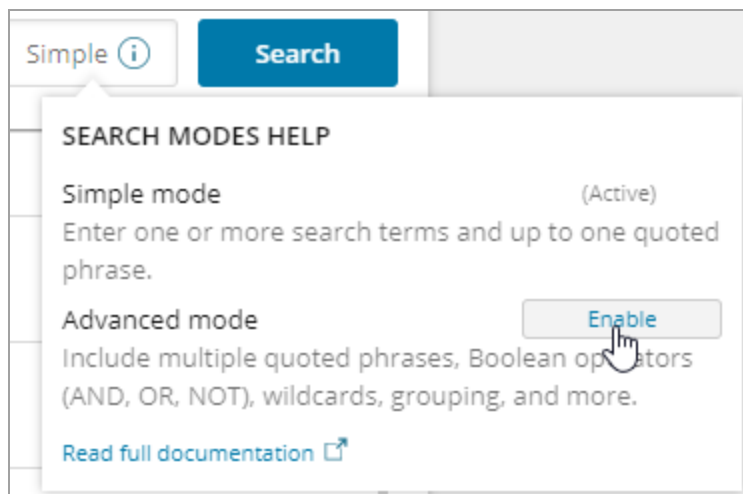 Simple
Search
SEARCH MODES HELP
Simple mode (Active)
Enter one or more search terms and up to one quoted
phrase.
Advanced mode Enable
Include multiple quoted phrases, Boolean operators
(AND, OR, NOT), wildcards, grouping, and more.
Read full documentation